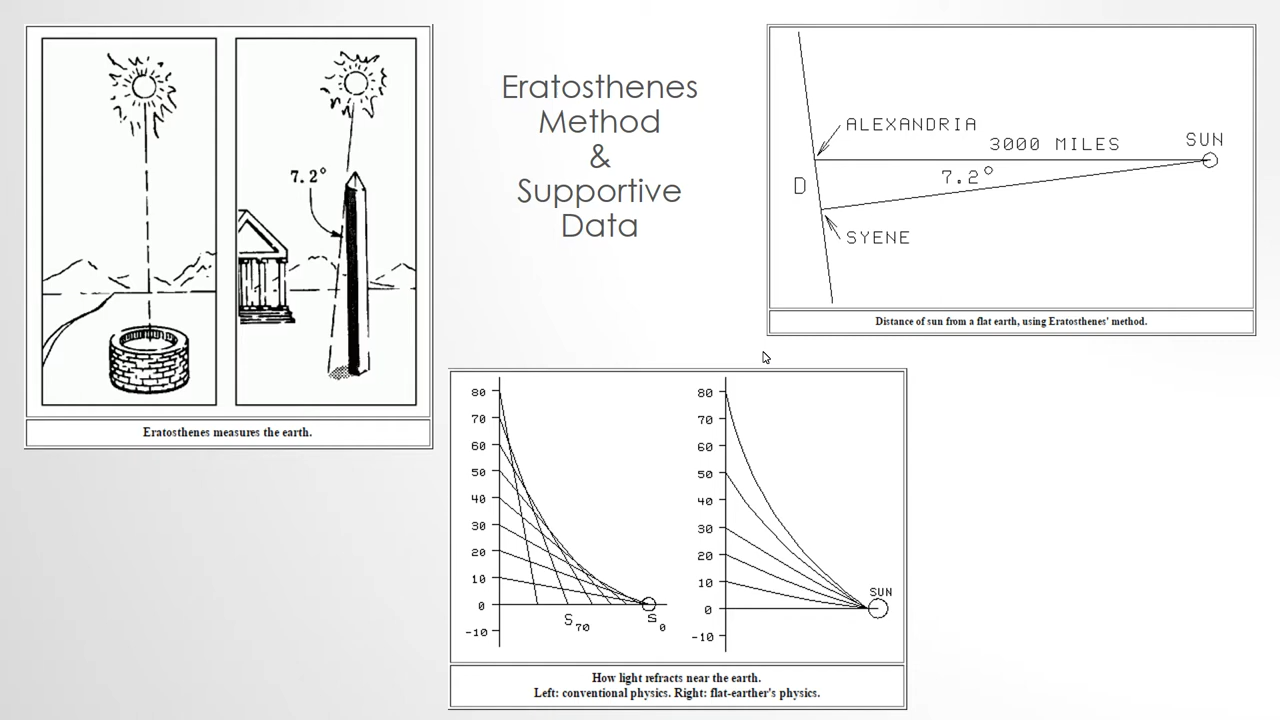 Eratosthenes
Method
&
Supportive
Data
7.2°
Eratosthenes measures the earth.
ALEXANDRIA
3000 MILES
SUN
7.2°
D
SYENE
Distance of sun from a flat earth, using Eratosthenes' method.
80
70
60
50
40
30
20
10
0
-10
S70
S0
80
70
60
50
40
30
20
10
0
-10
SUN
How light refracts near the earth.
Left: conventional physics. Right: flat-earther's physics.